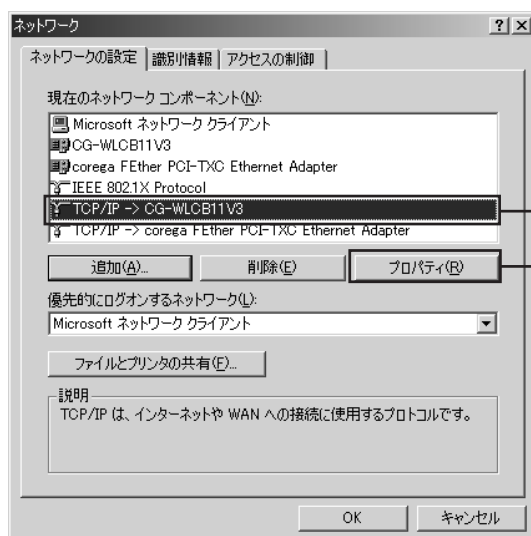 ネットワーク
ネットワークの設定 識別情報 アクセスの制御
現在のネットワーク コンポーネント(N):
Microsoft ネットワーク クライアント
CG-WLCB11V3
corega FEther PCI-TXC Ethernet Adapter
IEEE 802.1X Protocol
TCP/IP -> CG-WLCB11V3
TCP/IP -> corega FEther PCI-TXC Ethernet Adapter
追加(A)... 削除(E) プロパティ(R)
優先的にログオンするネットワーク(L):
Microsoft ネットワーク クライアント
ファイルとプリンタの共有(F)...
説明
TCP/IP は、インターネットや WAN への接続に使用するプロトコルです。
OK キャンセル